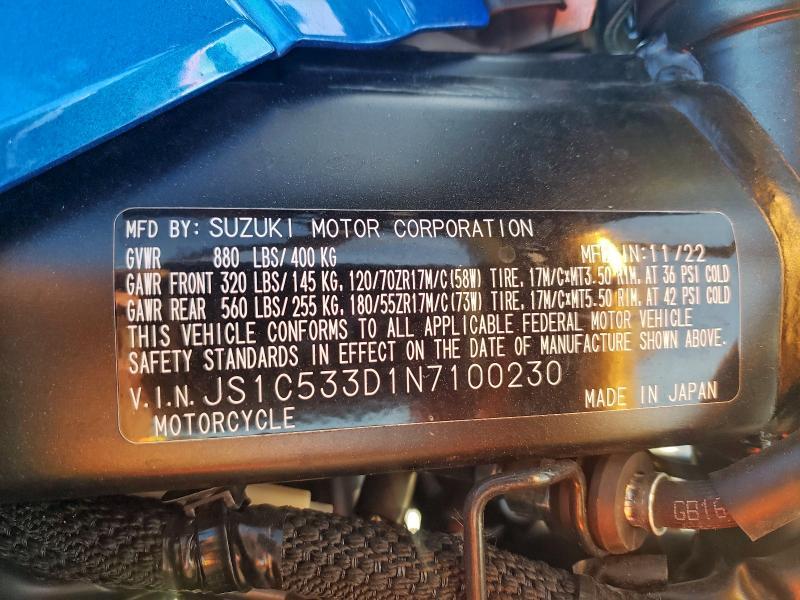 MFD BY: SUZUKI MOTOR CORPORATION
GVWR 880 LBS/ 400 KG MFD IN: 11/22
GAWR FRONT 320 LBS/ 145 KG, 120/70ZR17M/C(58W) TIRE, 17M/C×MT3.50 RIM, AT 36 PSI COLD
GAWR REAR 560 LBS/ 255 KG, 180/55ZR17M/C(73W) TIRE, 17M/C×MT5.50 RIM, AT 42 PSI COLD
THIS VEHICLE CONFORMS TO ALL APPLICABLE FEDERAL MOTOR VEHICLE
SAFETY STANDARDS IN EFFECT ON THE DATE OF MANUFACTURE SHOWN ABOVE.
V.I.N. JS1C533D1N7100230
MOTORCYCLE MADE IN JAPAN
GB16